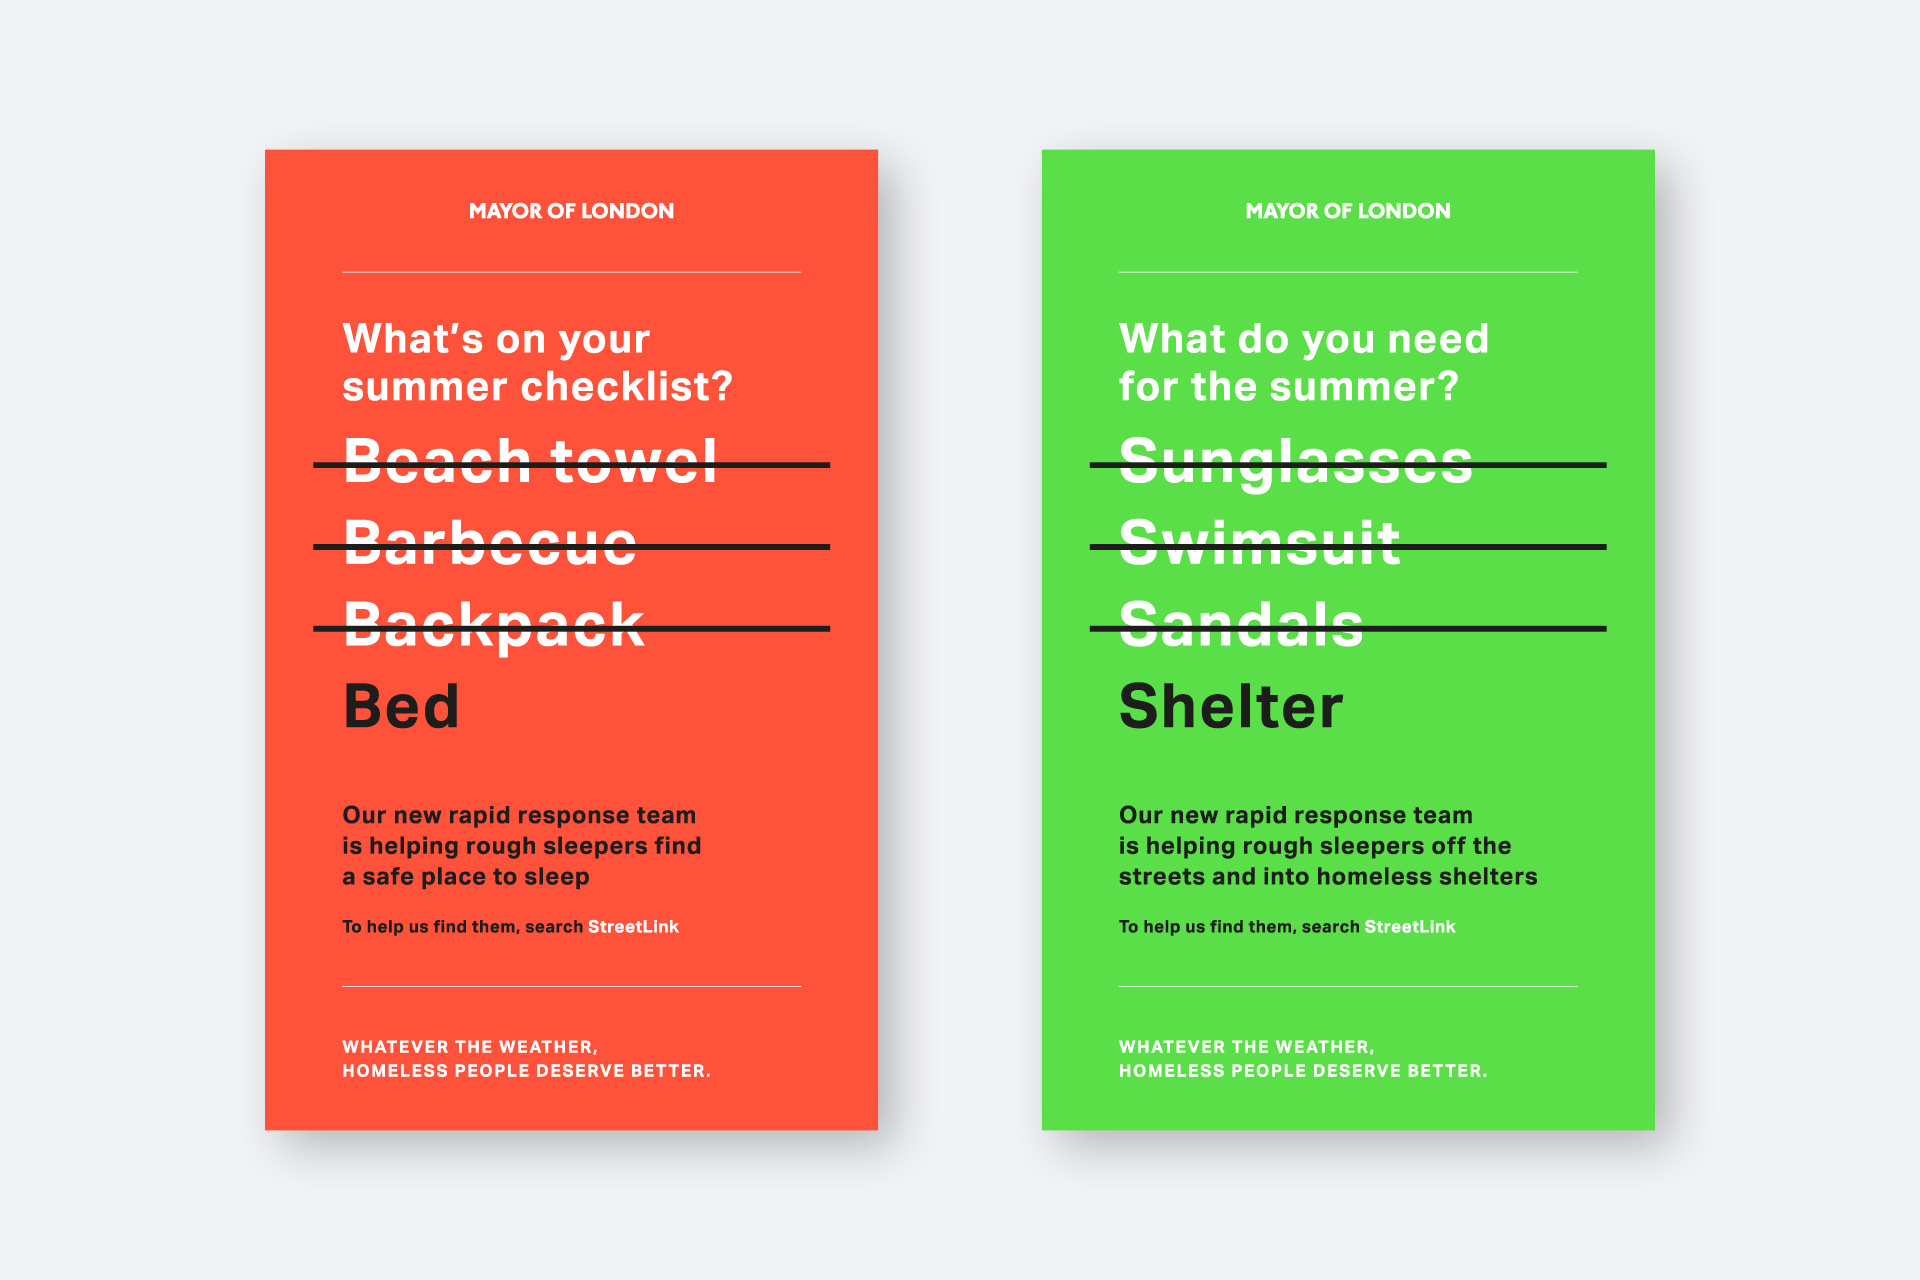 MAYOR OF LONDON
What's on your
summer checklist?
Beach towel
Barbecue
Backpack
Bed
Our new rapid response team
is helping rough sleepers find
a safe place to sleep
To help us find them, search StreetLink
WHATEVER THE WEATHER,
HOMELESS PEOPLE DESERVE BETTER.
MAYOR OF LONDON
What do you need
for the summer?
Sunglasses
Swimsuit
Sandals
Shelter
Our new rapid response team
is helping rough sleepers off the
streets and into homeless shelters
To help us find them, search StreetLink
WHATEVER THE WEATHER,
HOMELESS PEOPLE DESERVE BETTER.